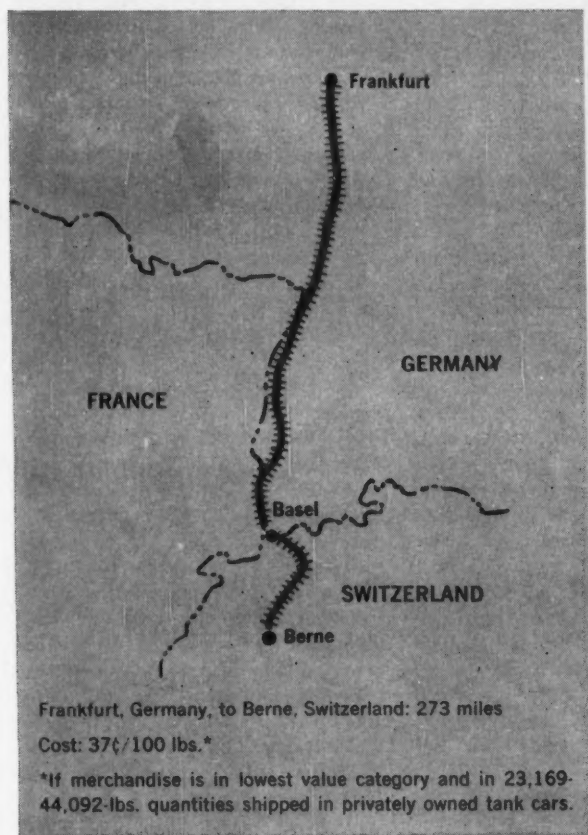 Frankfurt
GERMANY
FRANCE
Basel
SWITZERLAND
Berne
Frankfurt, Germany, to Berne, Switzerland: 273 miles
Cost: 37¢/100 lbs.*
*If merchandise is in lowest value category and in 23,169-
44,092-lbs. quantities shipped in privately owned tank cars.